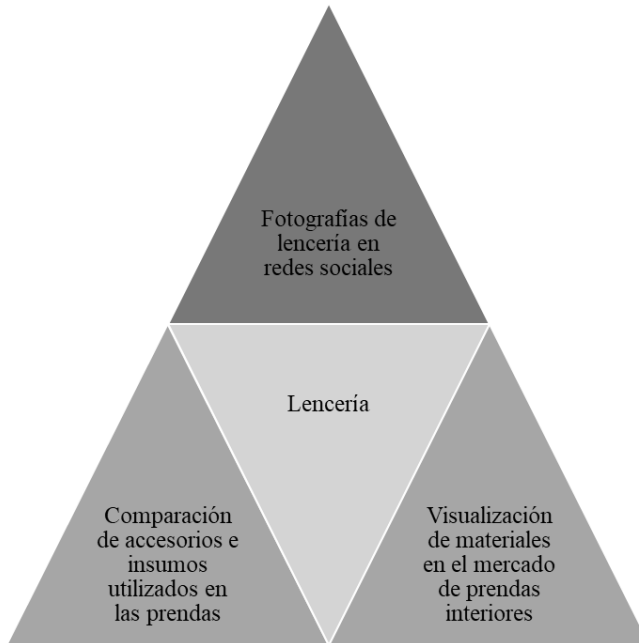 Fotografías de
lencería en
redes sociales
Lencería
Comparación
de accesorios e
insumos
utilizados en
las prendas
Visualización
de materiales
en el mercado
de prendas
interiores